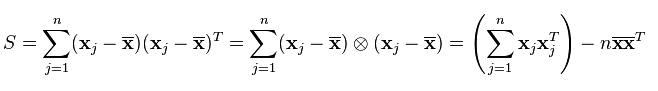 $S = \sum_{j=1}^{n} (\mathbf{x}_j - \overline{\mathbf{x}})(\mathbf{x}_j - \overline{\mathbf{x}})^T = \sum_{j=1}^{n} (\mathbf{x}_j - \overline{\mathbf{x}}) \otimes (\mathbf{x}_j - \overline{\mathbf{x}}) = \left( \sum_{j=1}^{n} \mathbf{x}_j \mathbf{x}_j^T \right) - n \overline{\mathbf{x}} \overline{\mathbf{x}}^T$